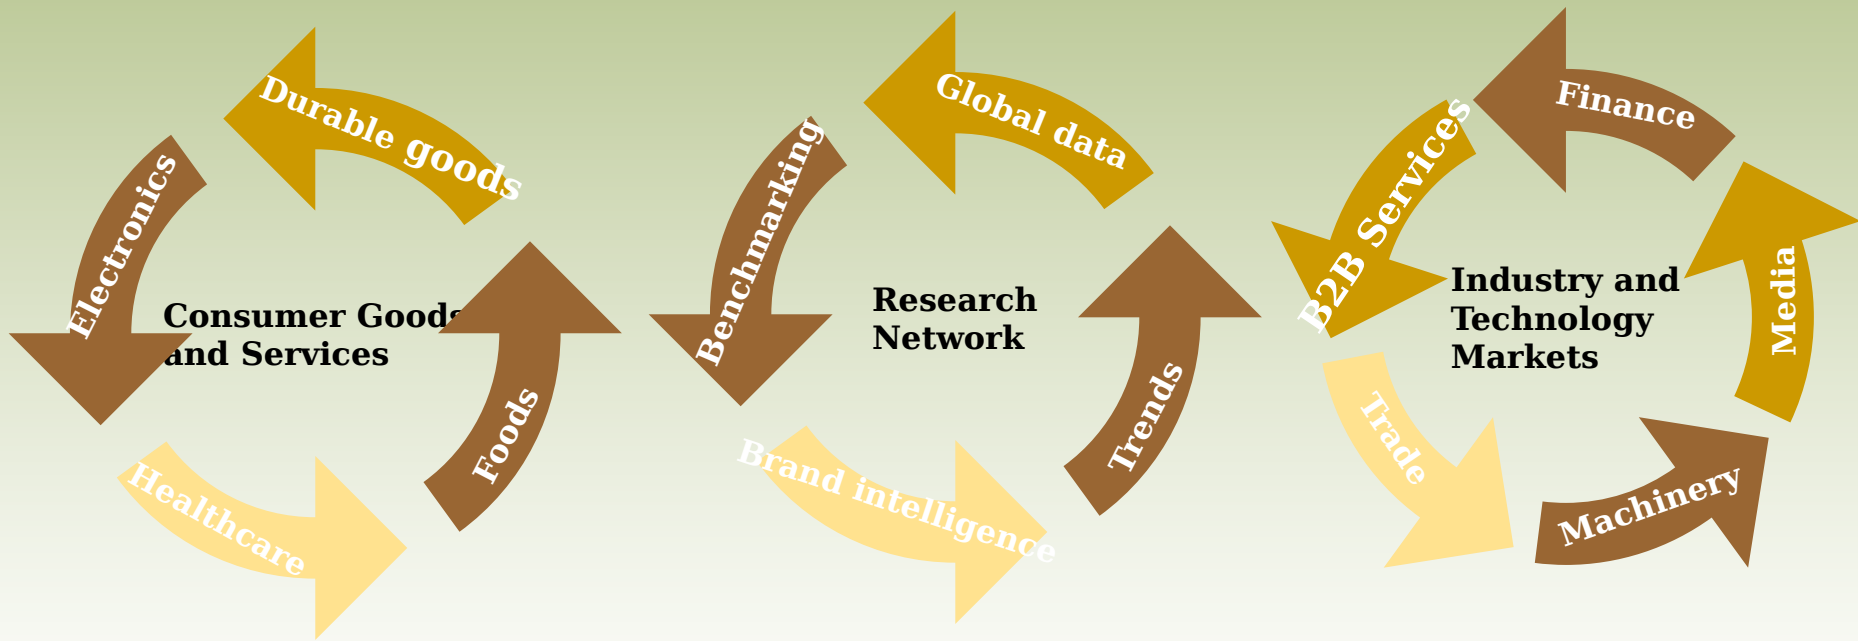 Durable goods
Electronics
Consumer Goods
and Services
Foods
Healthcare
Global data
Benchmarking
Research
Network
Trends
Brand intelligence
Finance
B2B Services
Industry and
Technology
Markets
Media
Trade
Machinery